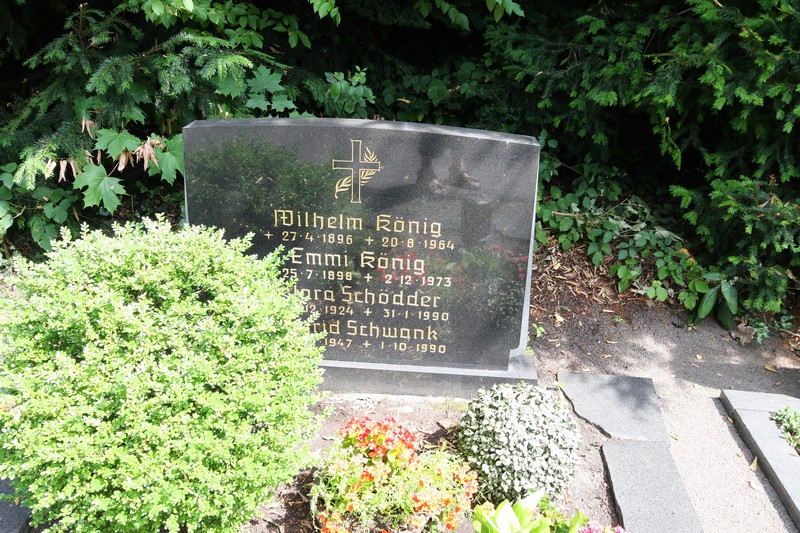 Wilhelm König
27·4·1896 + 20·8·1964
Emmi König
25·7·1898 + 2·12·1973
Schödder
1924 + 31·1·1990
Schwank
1947 + 1·10·1990